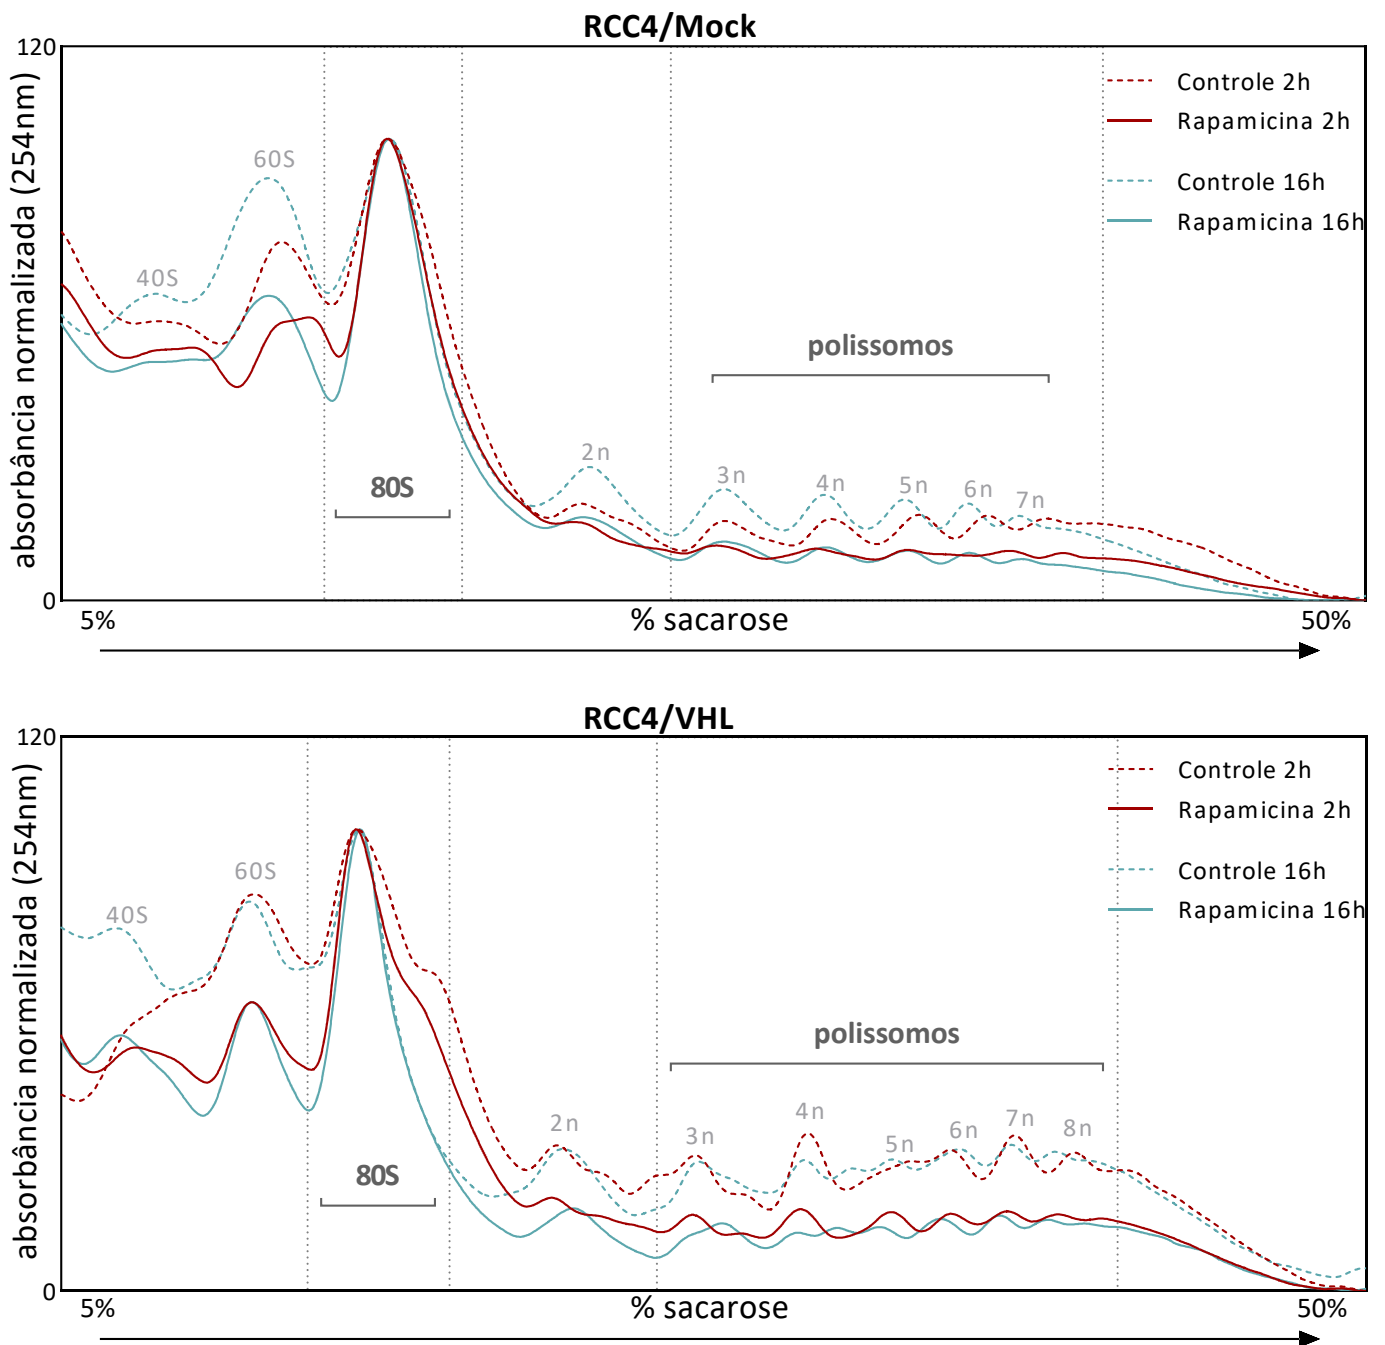 RCC4/Mock
120
absorbância normalizada (254nm)
0
Controle 2h
Rapamicina 2h
Controle 16h
Rapamicina 16h
60S
40S
polissomos
80S
2n
3n
4n
5n
6n
7n
5%
% sacarose
50%
RCC4/VHL
120
absorbância normalizada (254nm)
0
Controle 2h
Rapamicina 2h
Controle 16h
Rapamicina 16h
60S
40S
polissomos
80S
2n
3n
4n
5n
6n
7n
8n
5%
% sacarose
50%